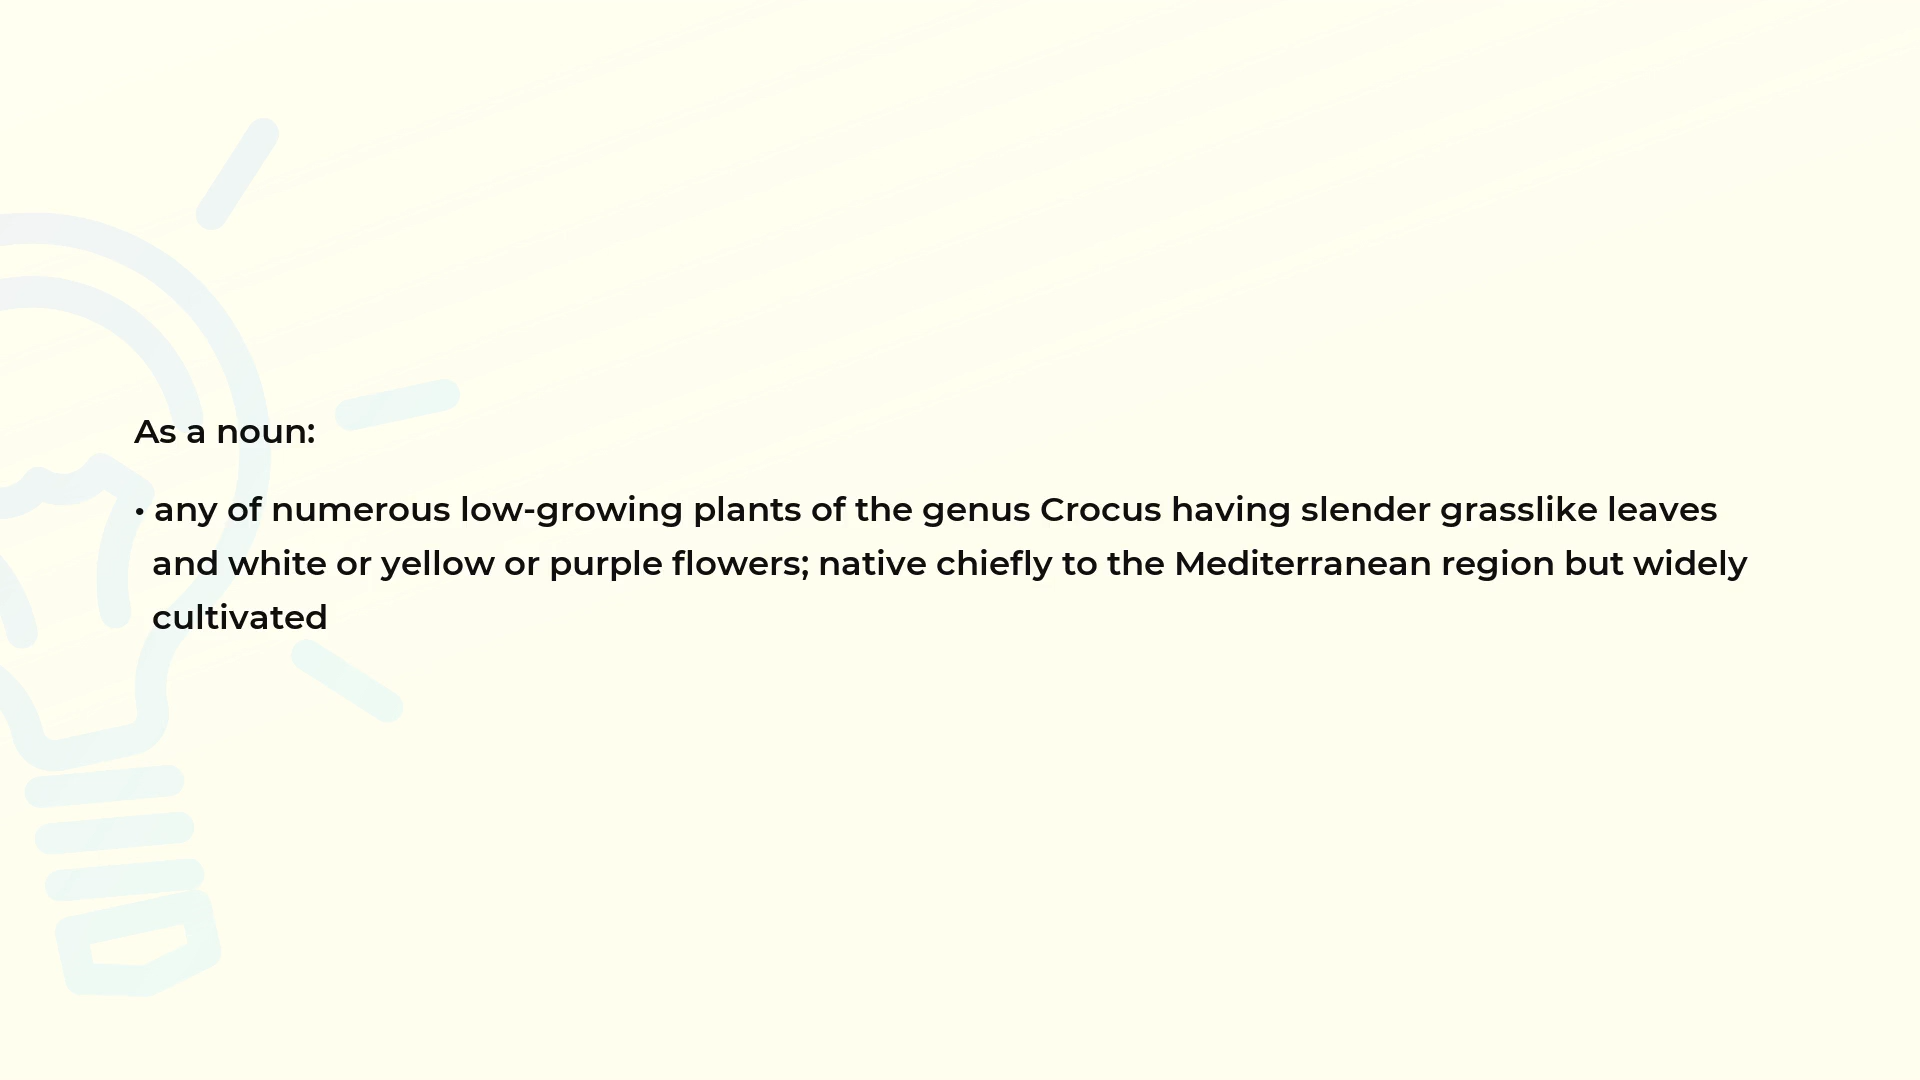 As a noun:
• any of numerous low-growing plants of the genus Crocus having slender grasslike leaves
and white or yellow or purple flowers; native chiefly to the Mediterranean region but widely
cultivated